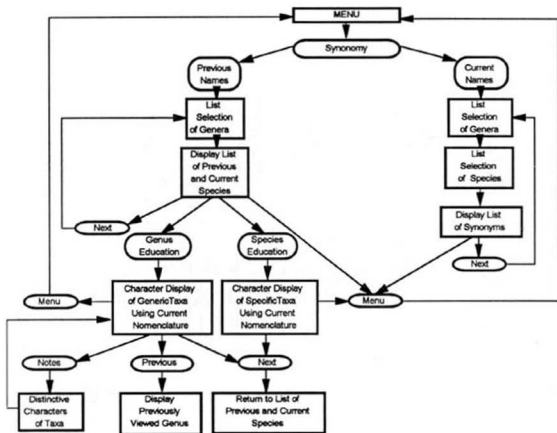 MENU
Synonomy
Previous
Names
Current
Names
List
Selection
of Genera
List
Selection
of Genera
Display List
of Previous
and Current
Species
List
Selection
of Species
Display List
of Synonyms
Next
Genus
Education
Species
Education
Next
Menu
Character Display
of GenericTaxa
Using Current
Nomenclature
Character Display
of SpecificTaxa
Using Current
Nomenclature
Menu
Notes
Previous
Next
Distinctive
Characters
of Taxa
Display
Previously
Viewed Genus
Return to List of
Previous and Current
Species